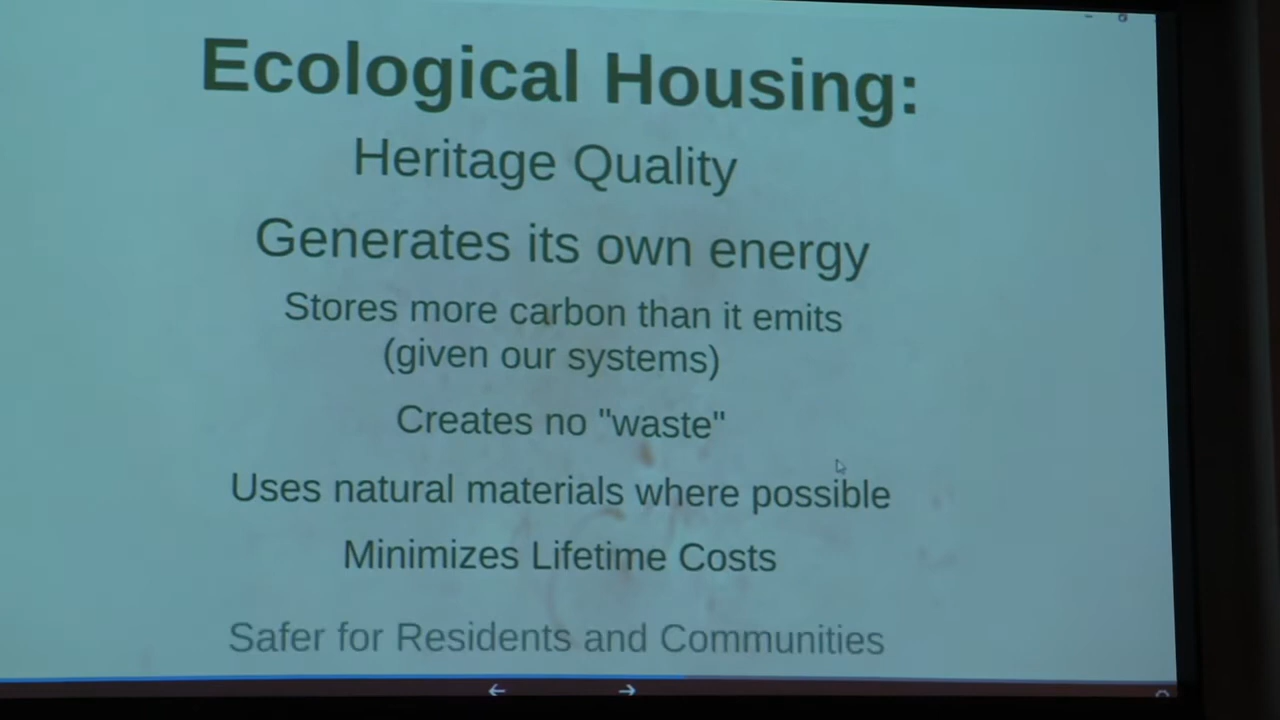 Ecological Housing:
Heritage Quality
Generates its own energy
Stores more carbon than it emits
(given our systems)
Creates no "waste"
Uses natural materials where possible
Minimizes Lifetime Costs
Safer for Residents and Communities